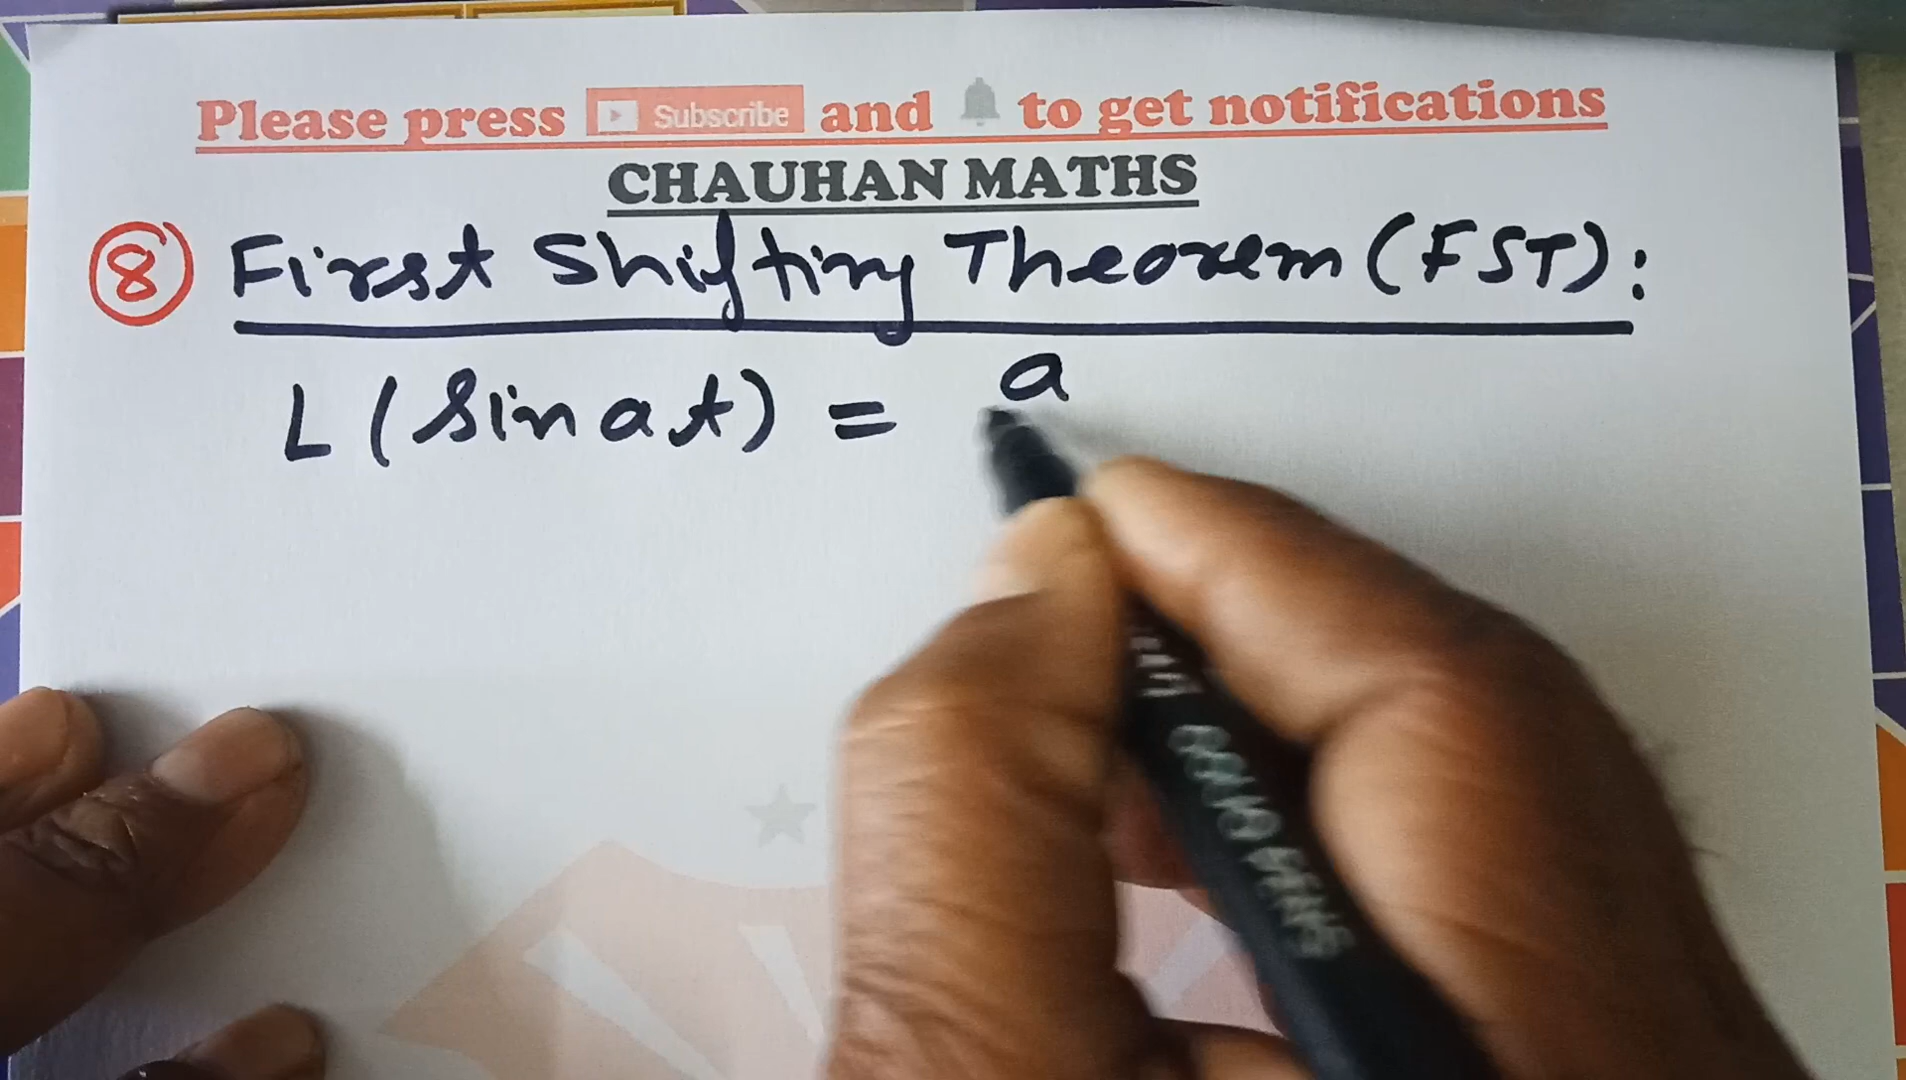 Please press Subscribe and to get notifications
CHAUHAN MATHS
8 First Shifting Theorem (FST):
L (Sin at) = a